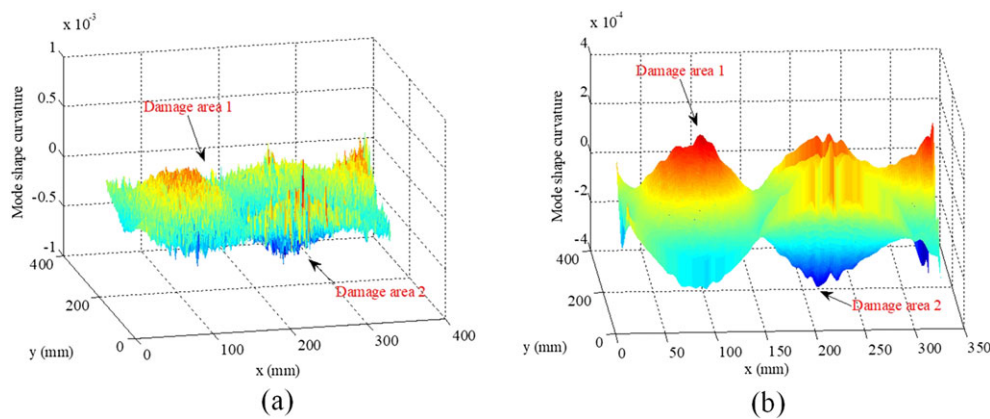 x 10^-3
1
0.5
0
-0.5
-1
Mode shape curvature
Damage area 1
Damage area 2
400
200
0
y (mm)
0
100
200
300
400
x (mm)
(a)
x 10^-4
4
2
0
-2
-4
Mode shape curvature
Damage area 1
Damage area 2
400
200
0
y (mm)
0
50
100
150
200
250
300
350
x (mm)
(b)